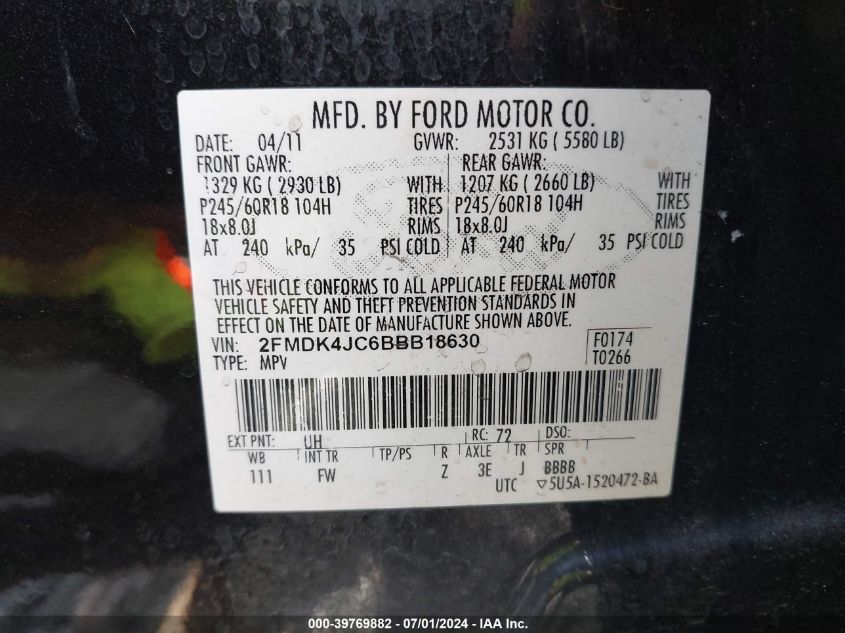 MFD. BY FORD MOTOR CO.
DATE: 04/11 GVWR: 2531 KG ( 5580 LB)
FRONT GAWR: REAR GAWR:
1329 KG ( 2930 LB) WITH 1207 KG ( 2660 LB) WITH
P245/60R18 104H TIRES P245/60R18 104H TIRES
18x8.0J RIMS 18x8.0J RIMS
AT 240 kPa/ 35 PSI COLD AT 240 kPa/ 35 PSI COLD
THIS VEHICLE CONFORMS TO ALL APPLICABLE FEDERAL MOTOR
VEHICLE SAFETY AND THEFT PREVENTION STANDARDS IN
EFFECT ON THE DATE OF MANUFACTURE SHOWN ABOVE.
VIN: 2FMDK4JC6BBB18630 F0174
TYPE: MPV T0266
EXT PNT: UH RC: 72 DSO:
WB INT TR TP/PS R AXLE TR SPR
111 FW Z 3E J BBBB
UTC ▽5U5A-1520472-BA
000-39769882 - 07/01/2024 - IAA Inc.